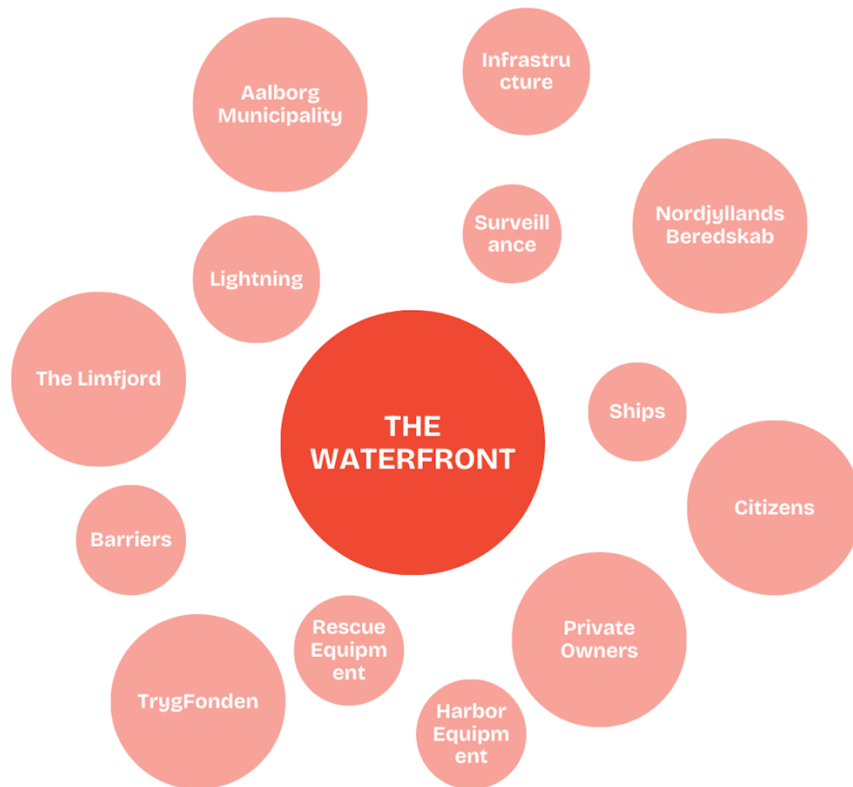 Infrastru
cture
Aalborg
Municipality
Surveill
ance
Nordjyllands
Beredskab
Lightning
The Limfjord
Ships
THE
WATERFRONT
Citizens
Barriers
Rescue
Equipm
ent
Private
Owners
TrygFonden
Harbor
Equipm
ent